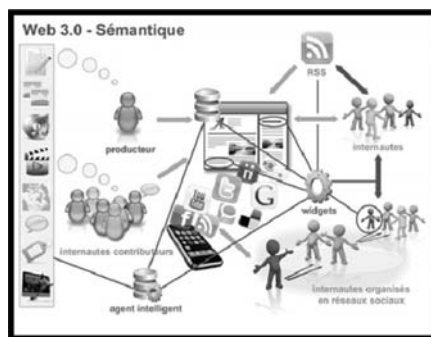 Web 3.0 - Sémantique
RSS
producteur
internautes
widgets
internautes contributeurs
agent intelligent
internautes organisés
en réseaux sociaux